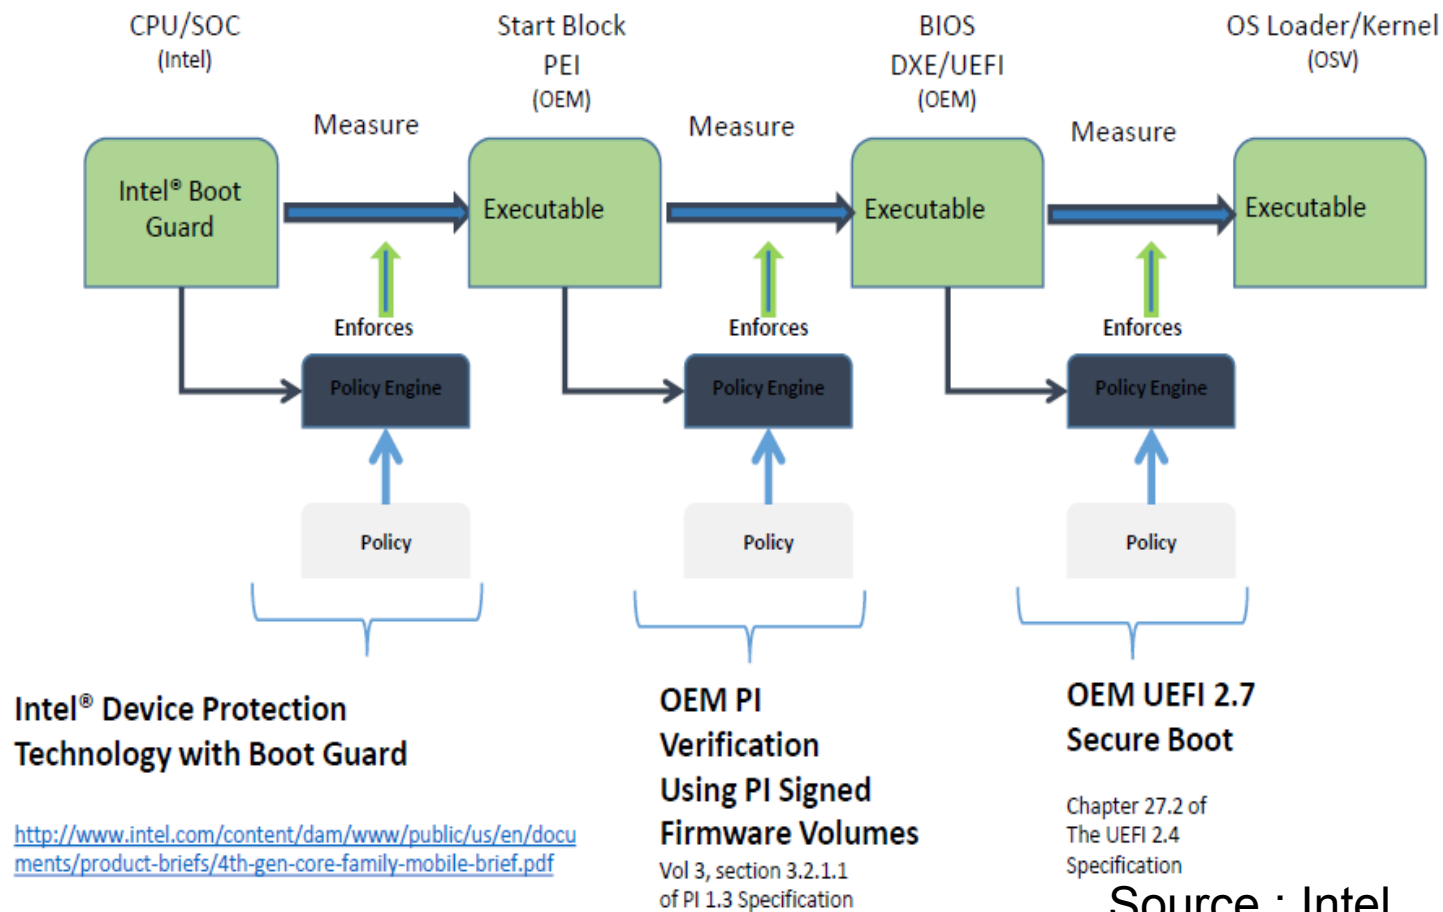 CPU/SOC
(Intel)
Start Block
PEI
(OEM)
BIOS
DXE/UEFI
(OEM)
OS Loader/Kernel
(OSV)
Measure
Measure
Measure
Intel® Boot
Guard
Executable
Executable
Executable
Enforces
Enforces
Enforces
Policy Engine
Policy Engine
Policy Engine
Policy
Policy
Policy
Intel® Device Protection
Technology with Boot Guard
http://www.intel.com/content/dam/www/public/us/en/docu
ments/product-briefs/4th-gen-core-family-mobile-brief.pdf
OEM PI
Verification
Using PI Signed
Firmware Volumes
Vol 3, section 3.2.1.1
of PI 1.3 Specification
OEM UEFI 2.7
Secure Boot
Chapter 27.2 of
The UEFI 2.4
Specification
Source : Intel